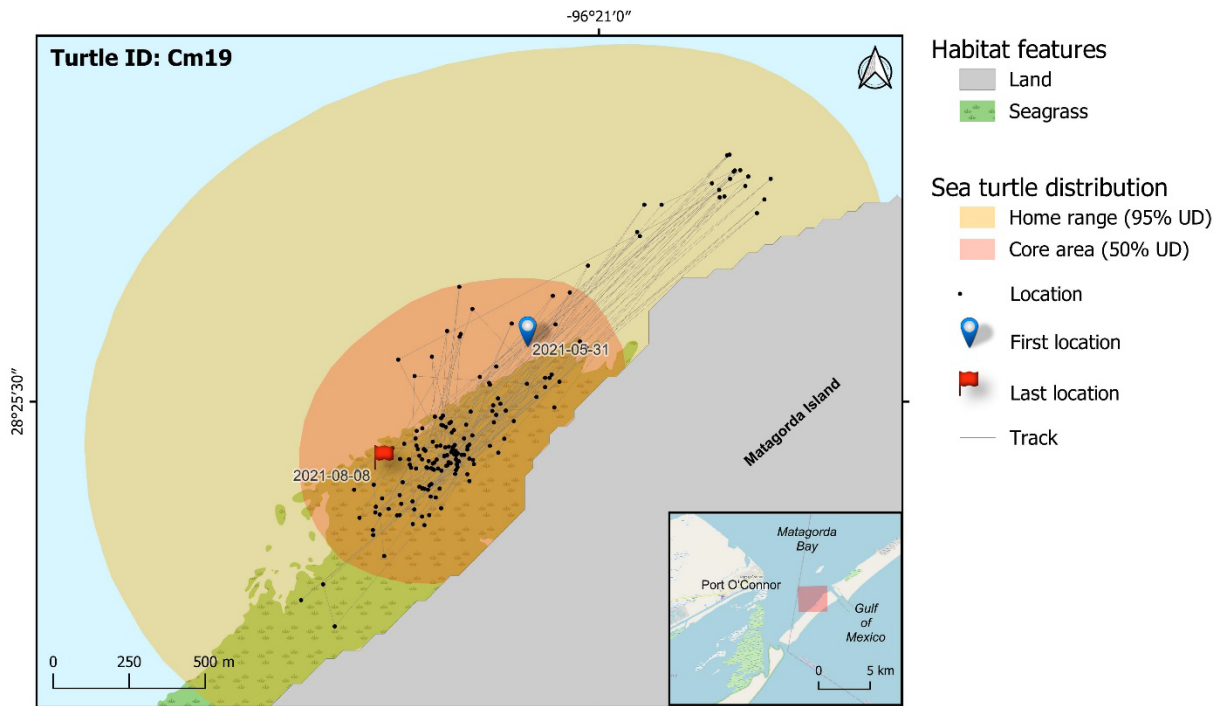 -96°21′0″
Turtle ID: Cm19
28°25′30″
2021-05-31
2021-08-08
Matagorda Island
0 250 500 m
Matagorda
Bay
Port O'Connor
Gulf
of
Mexico
0 5 km
Habitat features
Land
Seagrass
Sea turtle distribution
Home range (95% UD)
Core area (50% UD)
Location
First location
Last location
Track